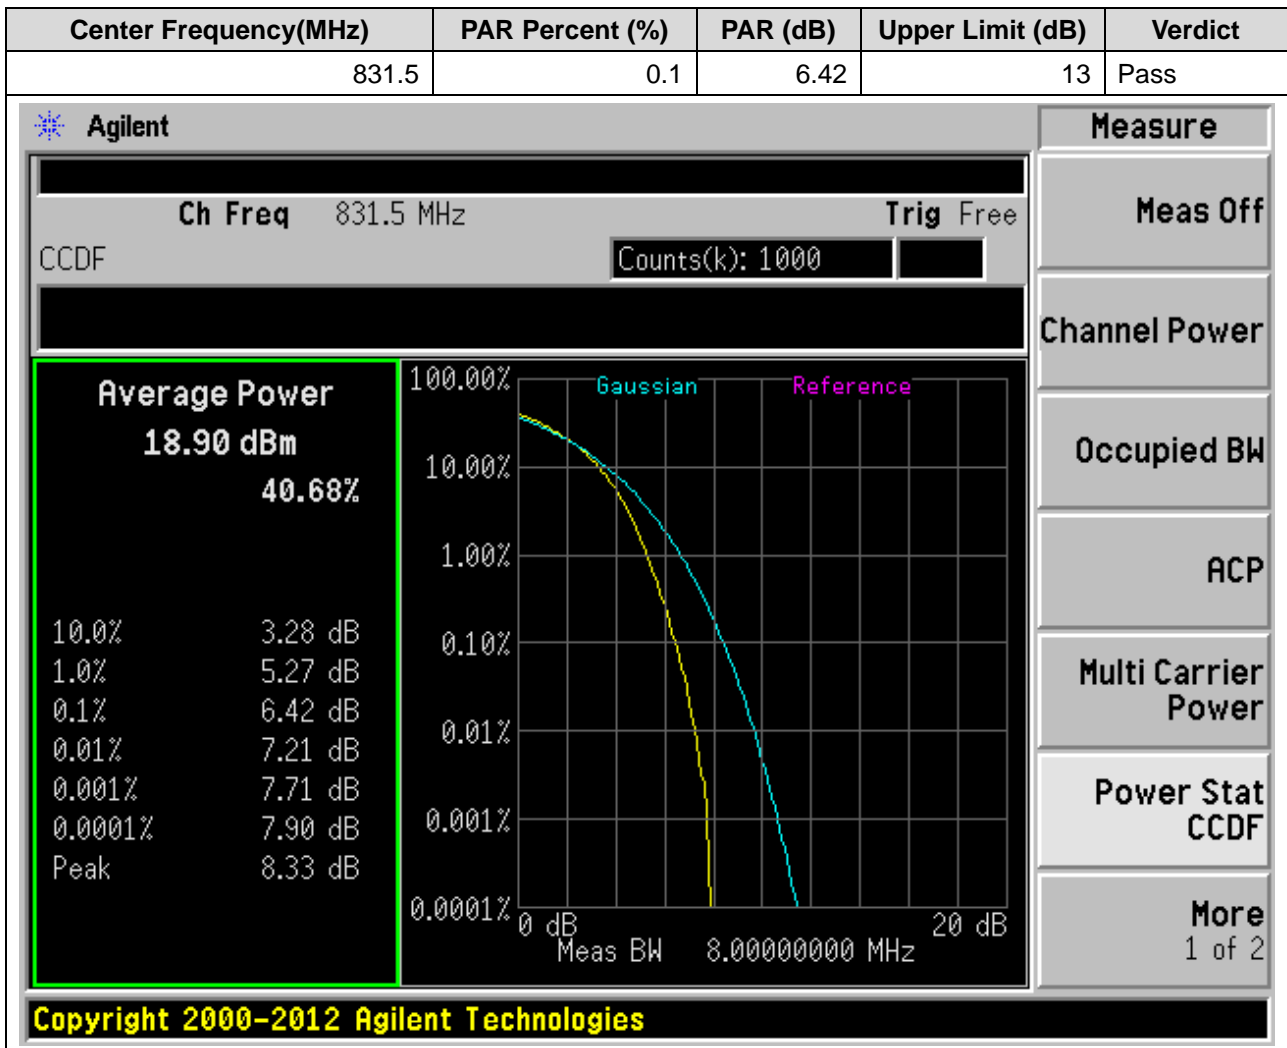 Center Frequency(MHz) PAR Percent (%) PAR (dB) Upper Limit (dB) Verdict
831.5 0.1 6.42 13 Pass
Agilent
Measure
Ch Freq 831.5 MHz Trig Free
CCDF Counts(k): 1000
Meas Off
Channel Power
Occupied BW
ACP
Multi Carrier
Power
Power Stat
CCDF
More
1 of 2
Average Power
18.90 dBm
40.68%
10.0% 3.28 dB
1.0% 5.27 dB
0.1% 6.42 dB
0.01% 7.21 dB
0.001% 7.71 dB
0.0001% 7.90 dB
Peak 8.33 dB
Gaussian Reference
100.00%
10.00%
1.00%
0.10%
0.01%
0.001%
0.0001%
0 dB 20 dB
Meas BW 8.00000000 MHz
Copyright 2000-2012 Agilent Technologies